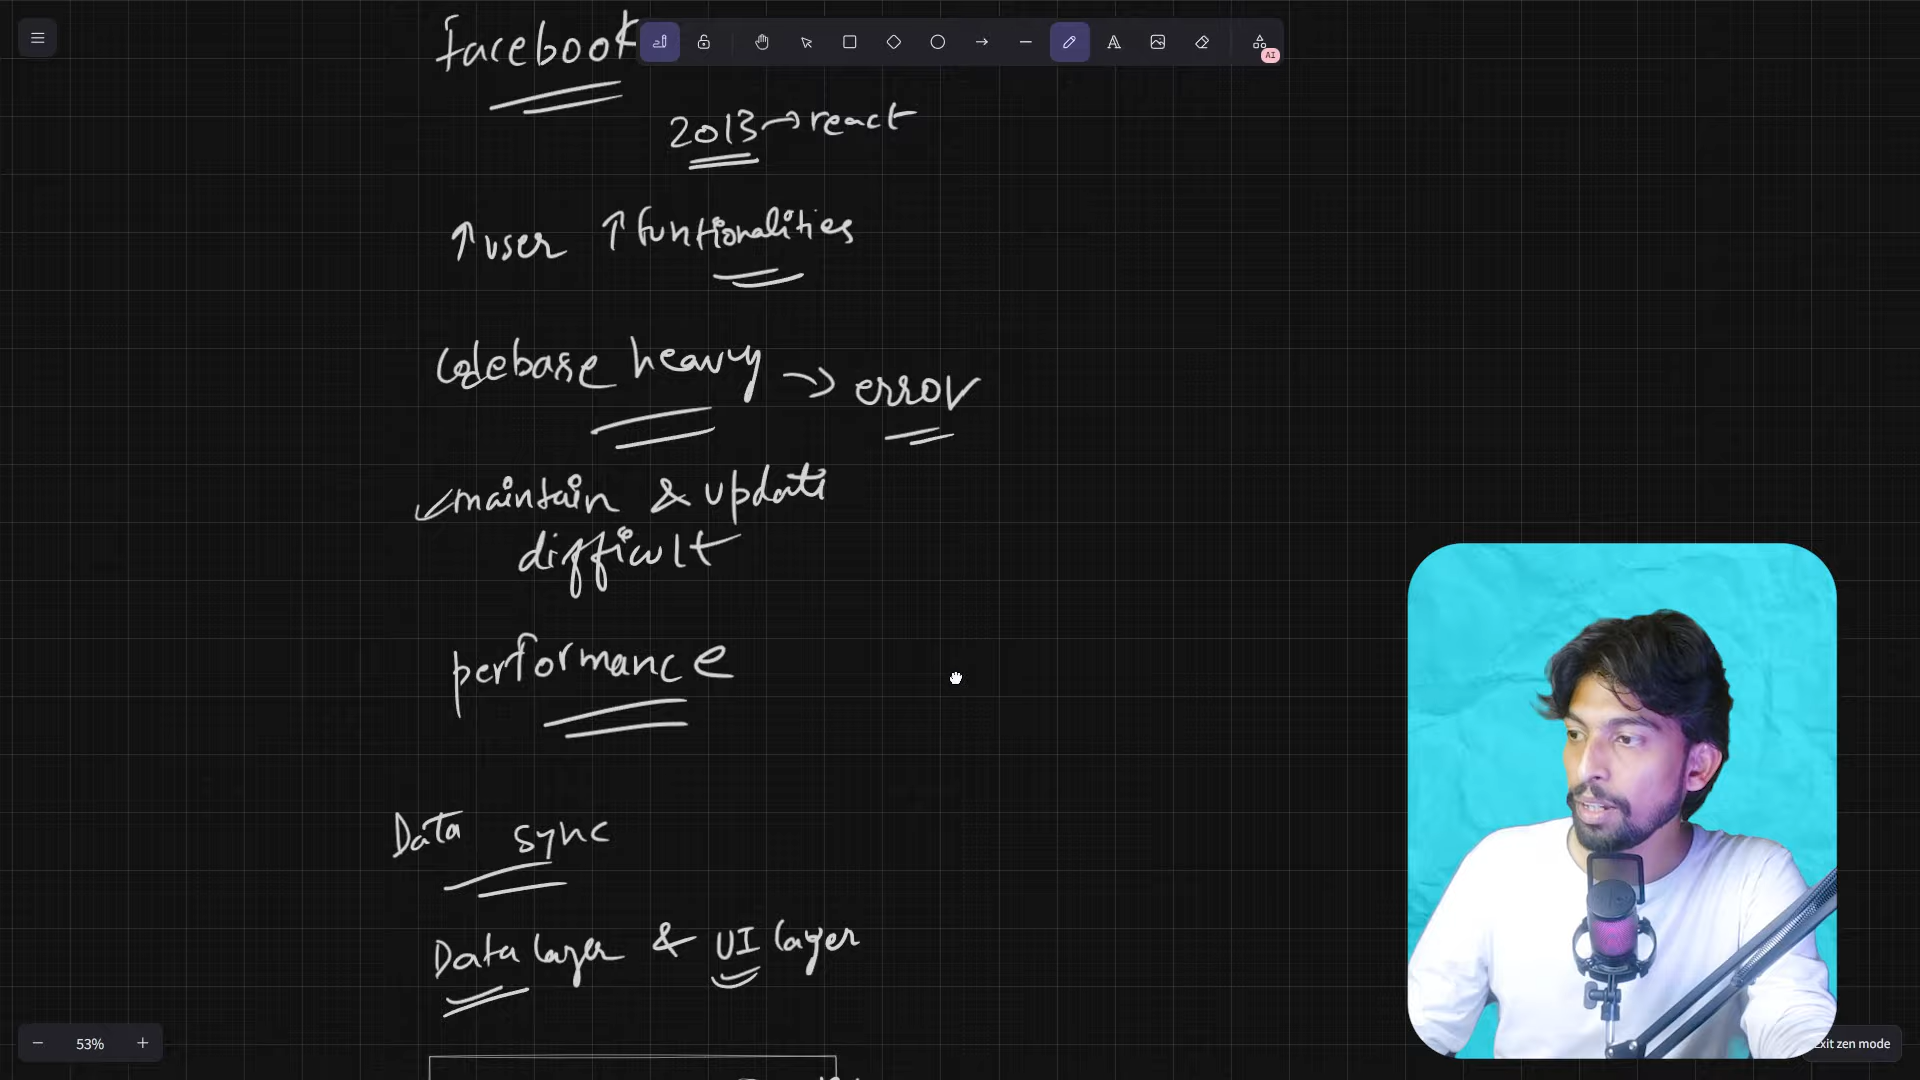 facebook
AI
2013 → react
↑ user ↑ funtionalities
Codebase heavy → error
maintain & update
difficult
performance
Data sync
Data layer & UI layer
53%
Exit zen mode